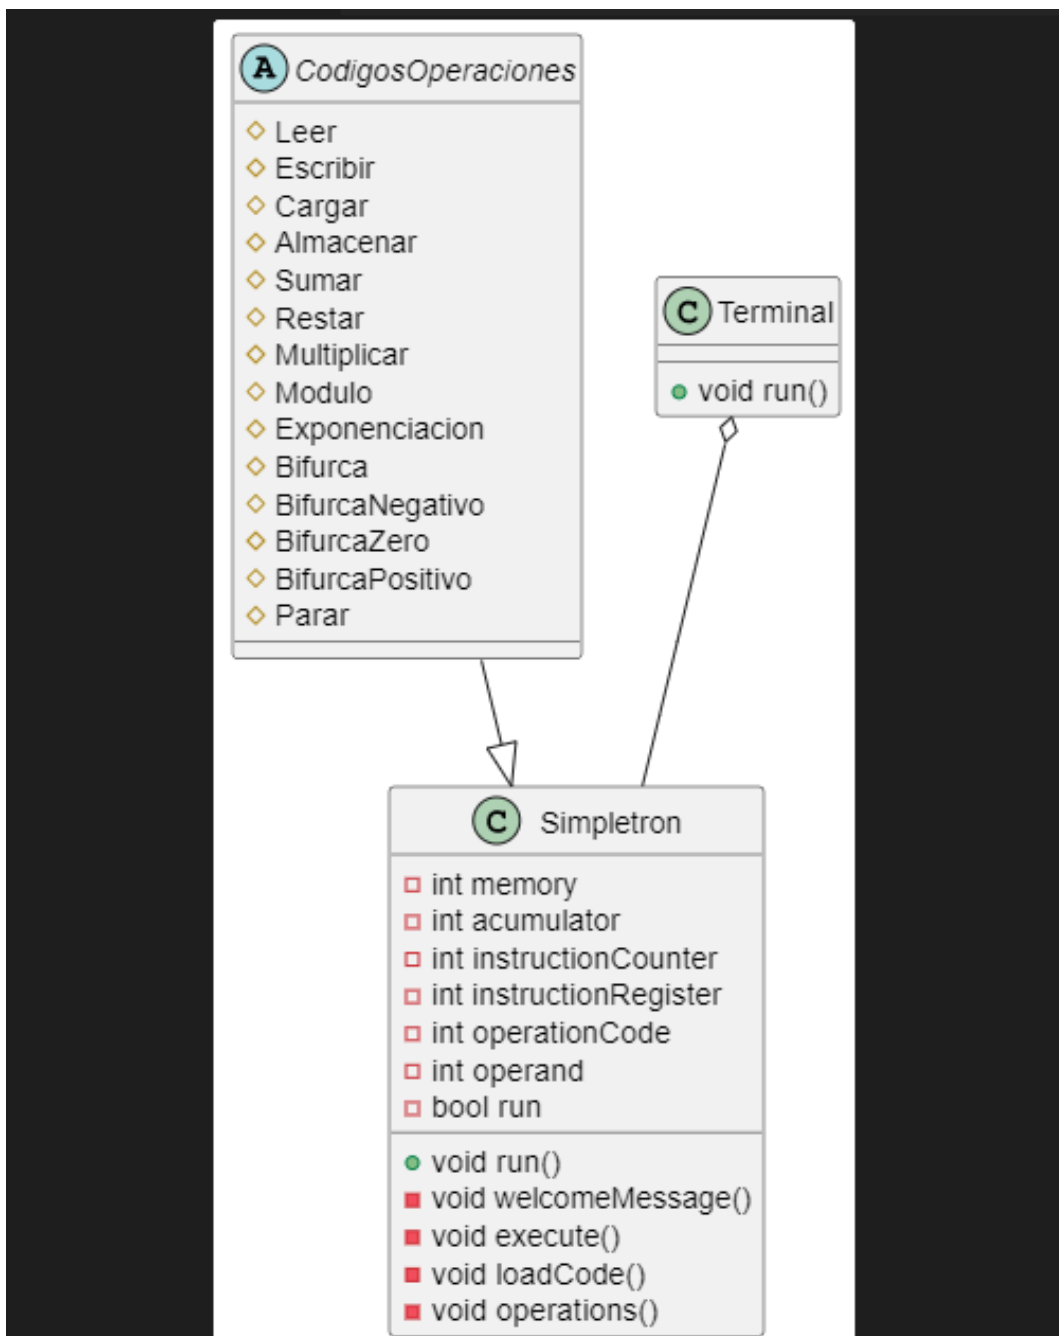 A CodigosOperaciones
Leer
Escribir
Cargar
Almacenar
Sumar
Restar
Multiplicar
Modulo
Exponenciacion
Bifurca
BifurcaNegativo
BifurcaZero
BifurcaPositivo
Parar
C Terminal
void run()
C Simpletron
int memory
int acumulator
int instructionCounter
int instructionRegister
int operationCode
int operand
bool run
void run()
void welcomeMessage()
void execute()
void loadCode()
void operations()